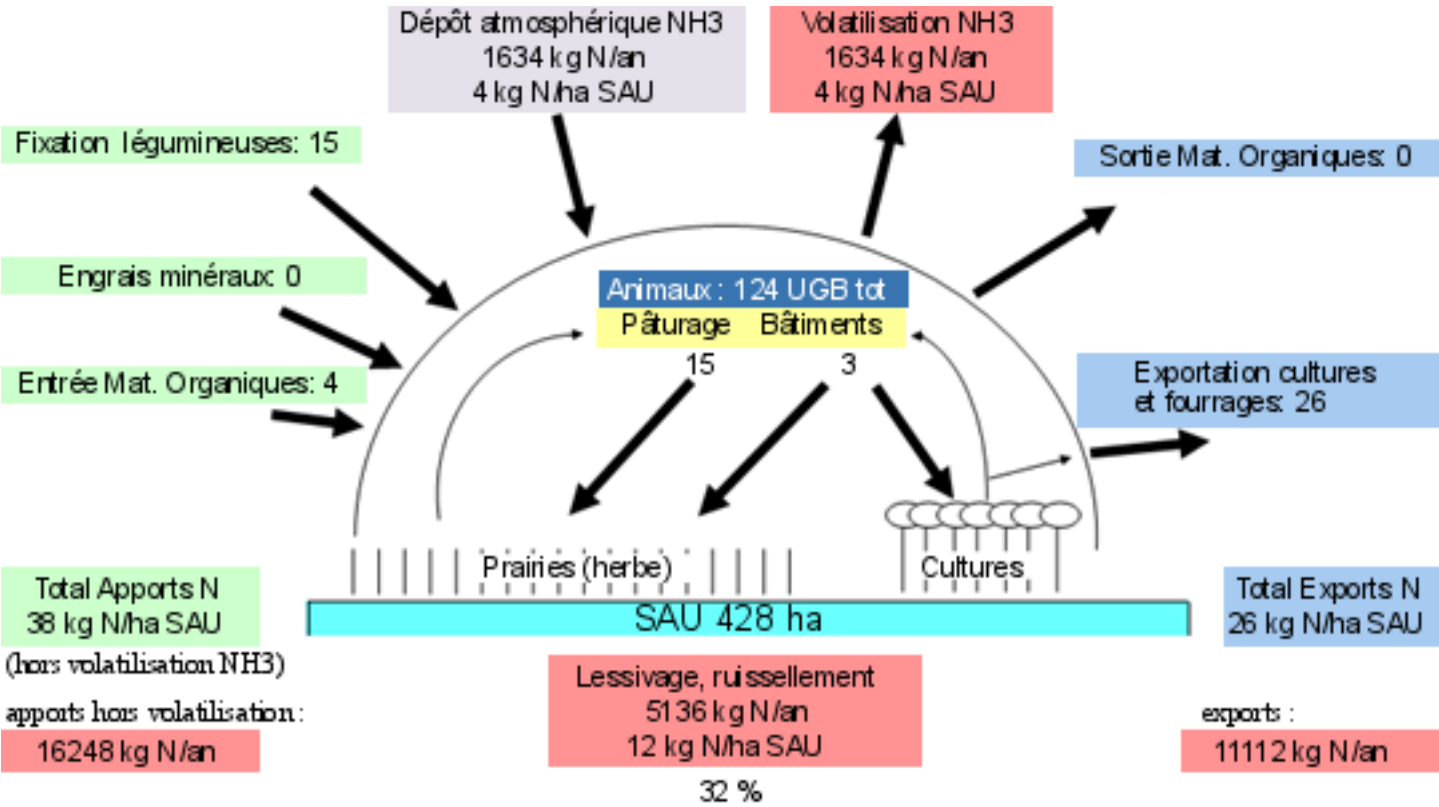 Dépôt atmosphérique NH3
1634 kg N/an
4 kg N/ha SAU
Volatilisation NH3
1634 kg N/an
4 kg N/ha SAU
Fixation légumineuses: 15
Sortie Mat. Organiques: 0
Engrais minéraux: 0
Animaux : 124 UGB tot
Pâturage Bâtiments
15 3
Entrée Mat. Organiques: 4
Exportation cultures
et fourrages: 26
Prairies (herbe)
Cultures
Total Apports N
38 kg N/ha SAU
(hors volatilisation NH3)
SAU 428 ha
Total Exports N
26 kg N/ha SAU
apports hors volatilisation :
16248 kg N/an
Lessivage, ruissellement
5136 kg N/an
12 kg N/ha SAU
32 %
exports :
11112 kg N/an